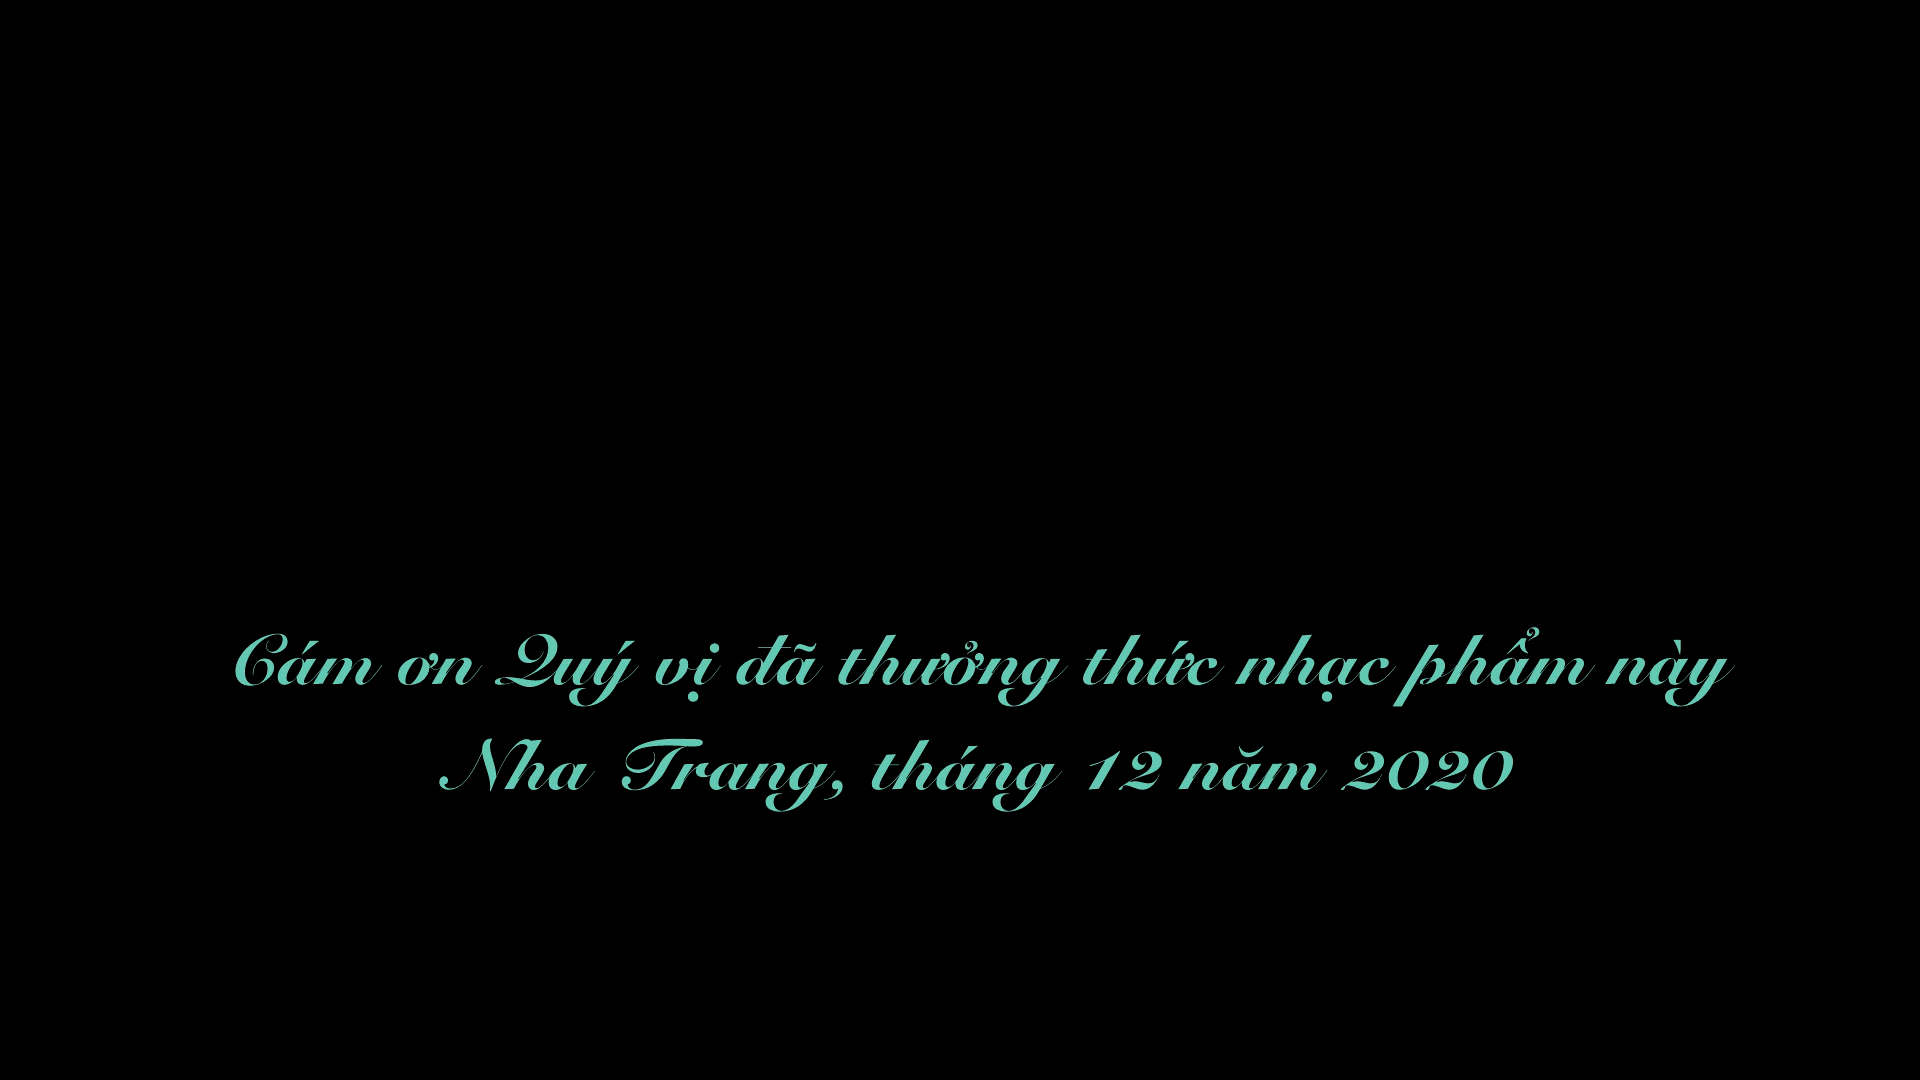 Cám ơn Quý vị đã thưởng thức nhạc phẩm này
Nha Trang, tháng 12 năm 2020